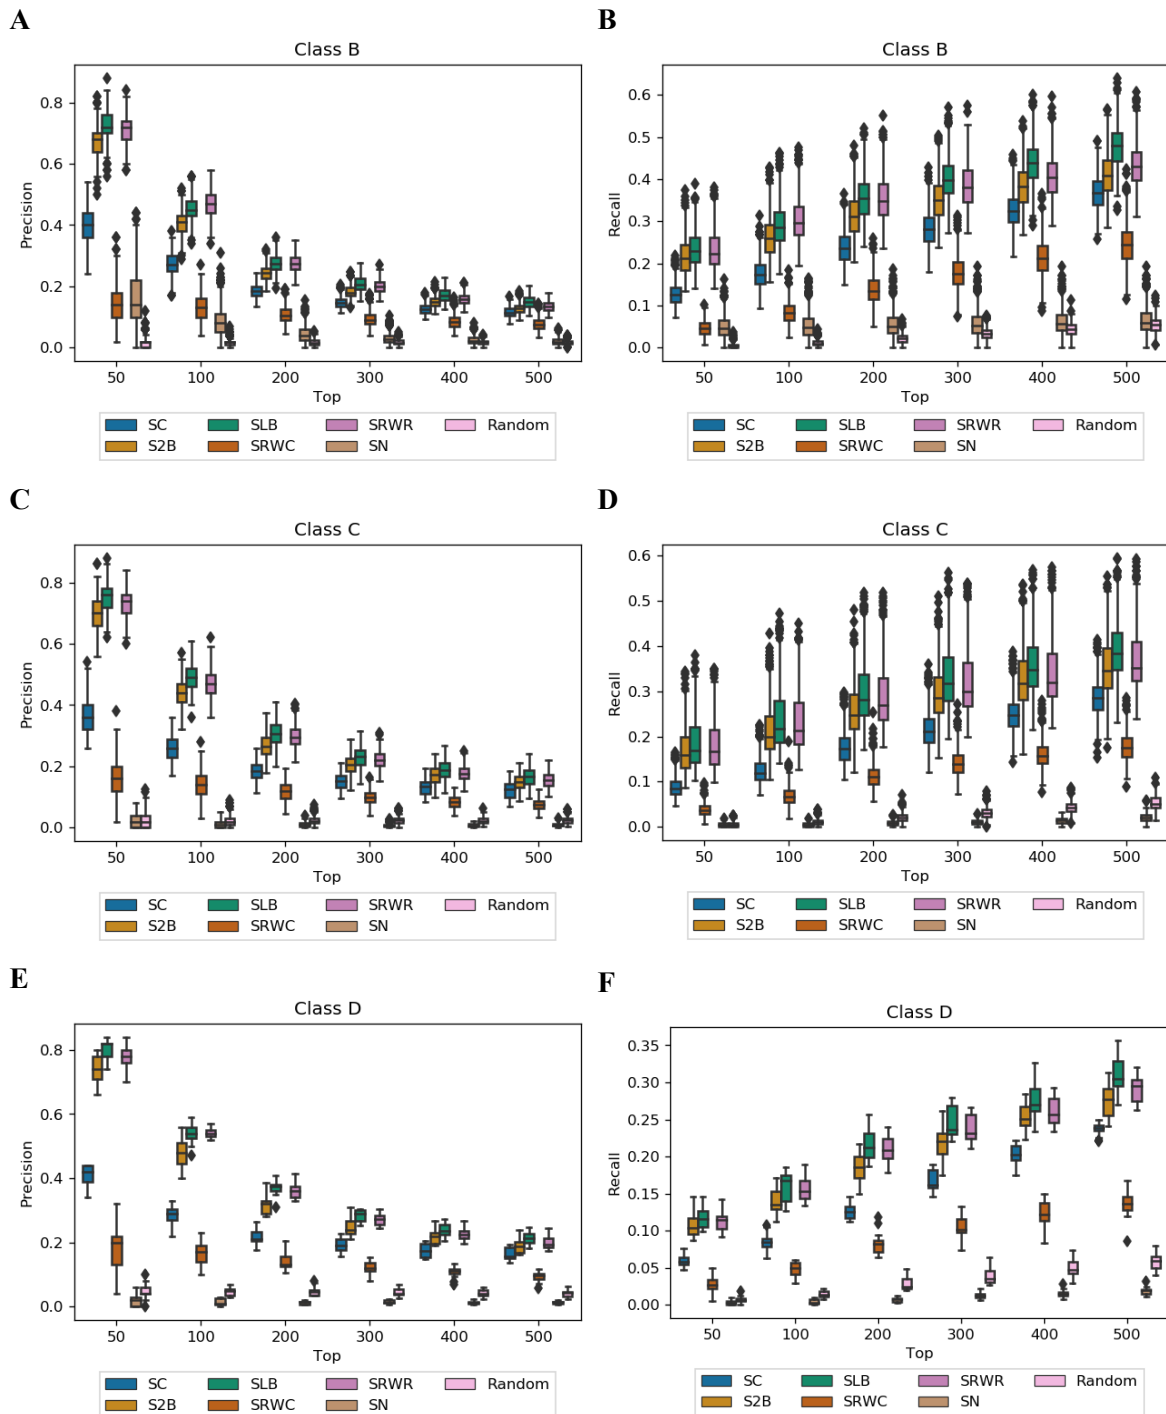 A
Class B
0.8
0.6
0.4
0.2
0.0
Precision
50 100 200 300 400 500
Top
SC SLB SRWR Random
S2B SRWC SN
B
Class B
0.6
0.5
0.4
0.3
0.2
0.1
0.0
Recall
50 100 200 300 400 500
Top
SC SLB SRWR Random
S2B SRWC SN
C
Class C
0.8
0.6
0.4
0.2
0.0
Precision
50 100 200 300 400 500
Top
SC SLB SRWR Random
S2B SRWC SN
D
Class C
0.6
0.5
0.4
0.3
0.2
0.1
0.0
Recall
50 100 200 300 400 500
Top
SC SLB SRWR Random
S2B SRWC SN
E
Class D
0.8
0.6
0.4
0.2
0.0
Precision
50 100 200 300 400 500
Top
SC SLB SRWR Random
S2B SRWC SN
F
Class D
0.35
0.30
0.25
0.20
0.15
0.10
0.05
0.00
Recall
50 100 200 300 400 500
Top
SC SLB SRWR Random
S2B SRWC SN